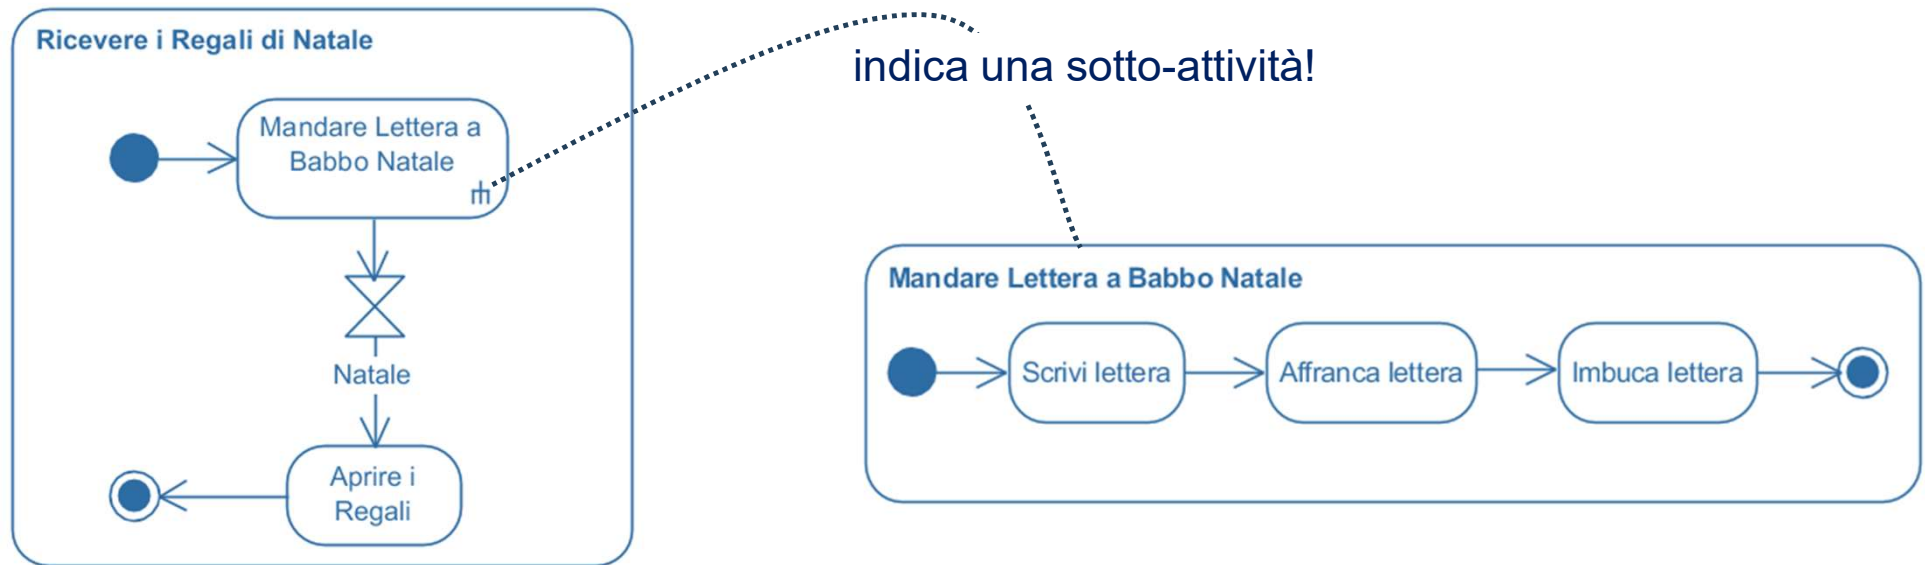 Ricevere i Regali di Natale
Mandare Lettera a
Babbo Natale
Natale
Aprire i
Regali
indica una sotto-attività!
Mandare Lettera a Babbo Natale
Scrivi lettera
Affranca lettera
Imbuca lettera